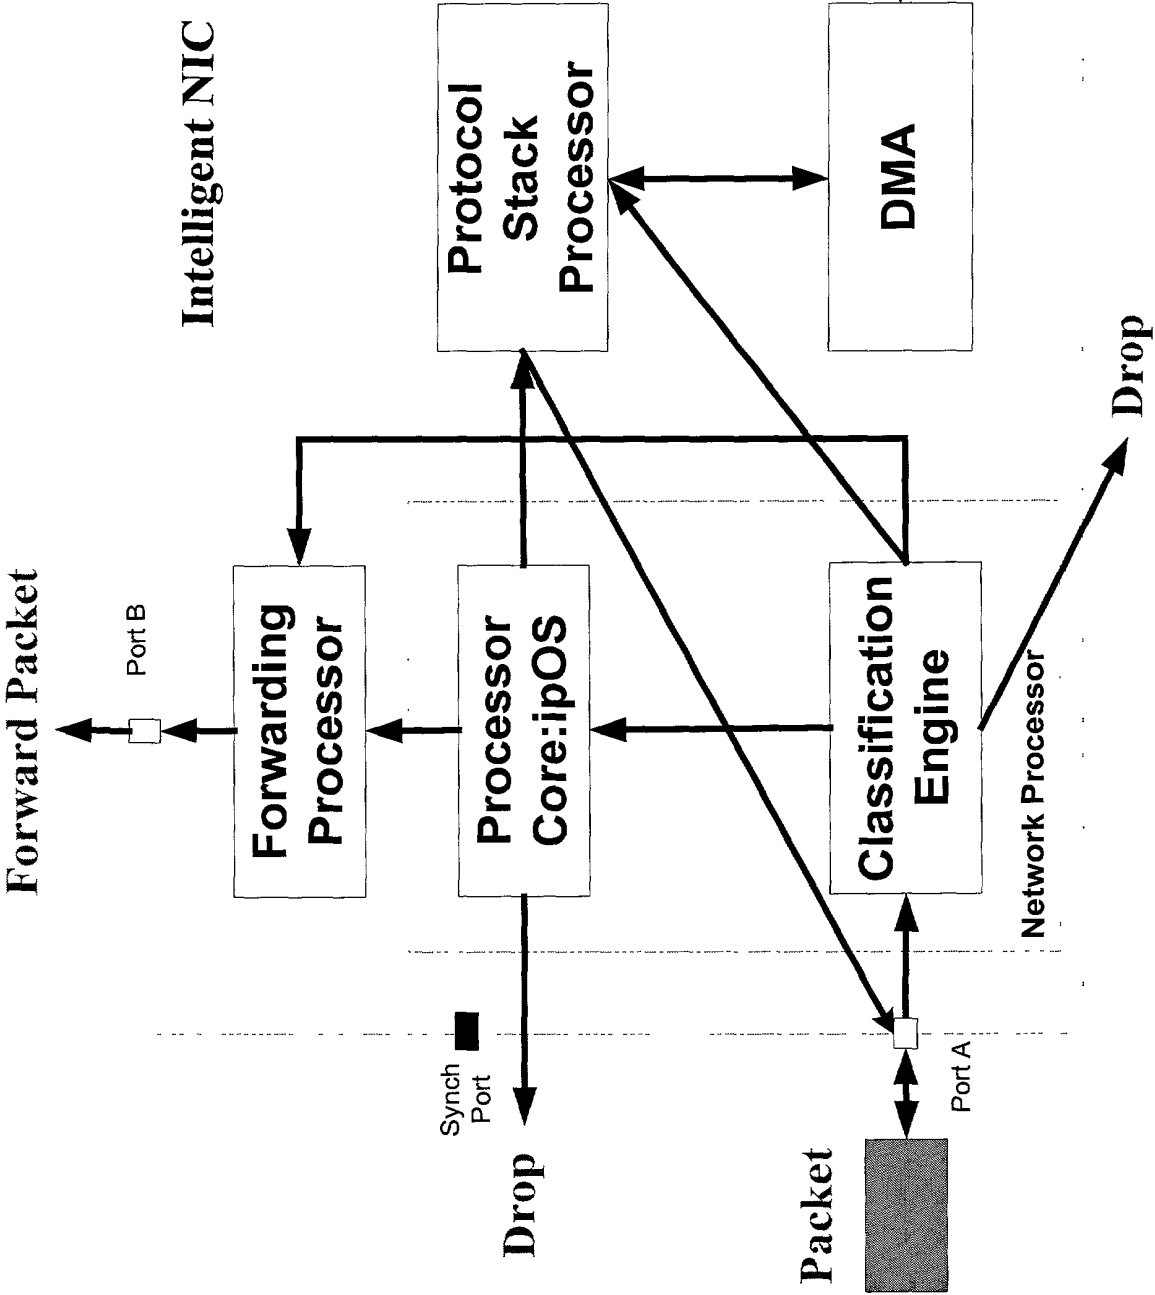 Intelligent NIC
Forward Packet
Port B
Forwarding
Processor
Processor
Core:ipOS
Protocol
Stack
Processor
DMA
Classification
Engine
Network Processor
Drop
Synch
Port
Drop
Port A
Packet